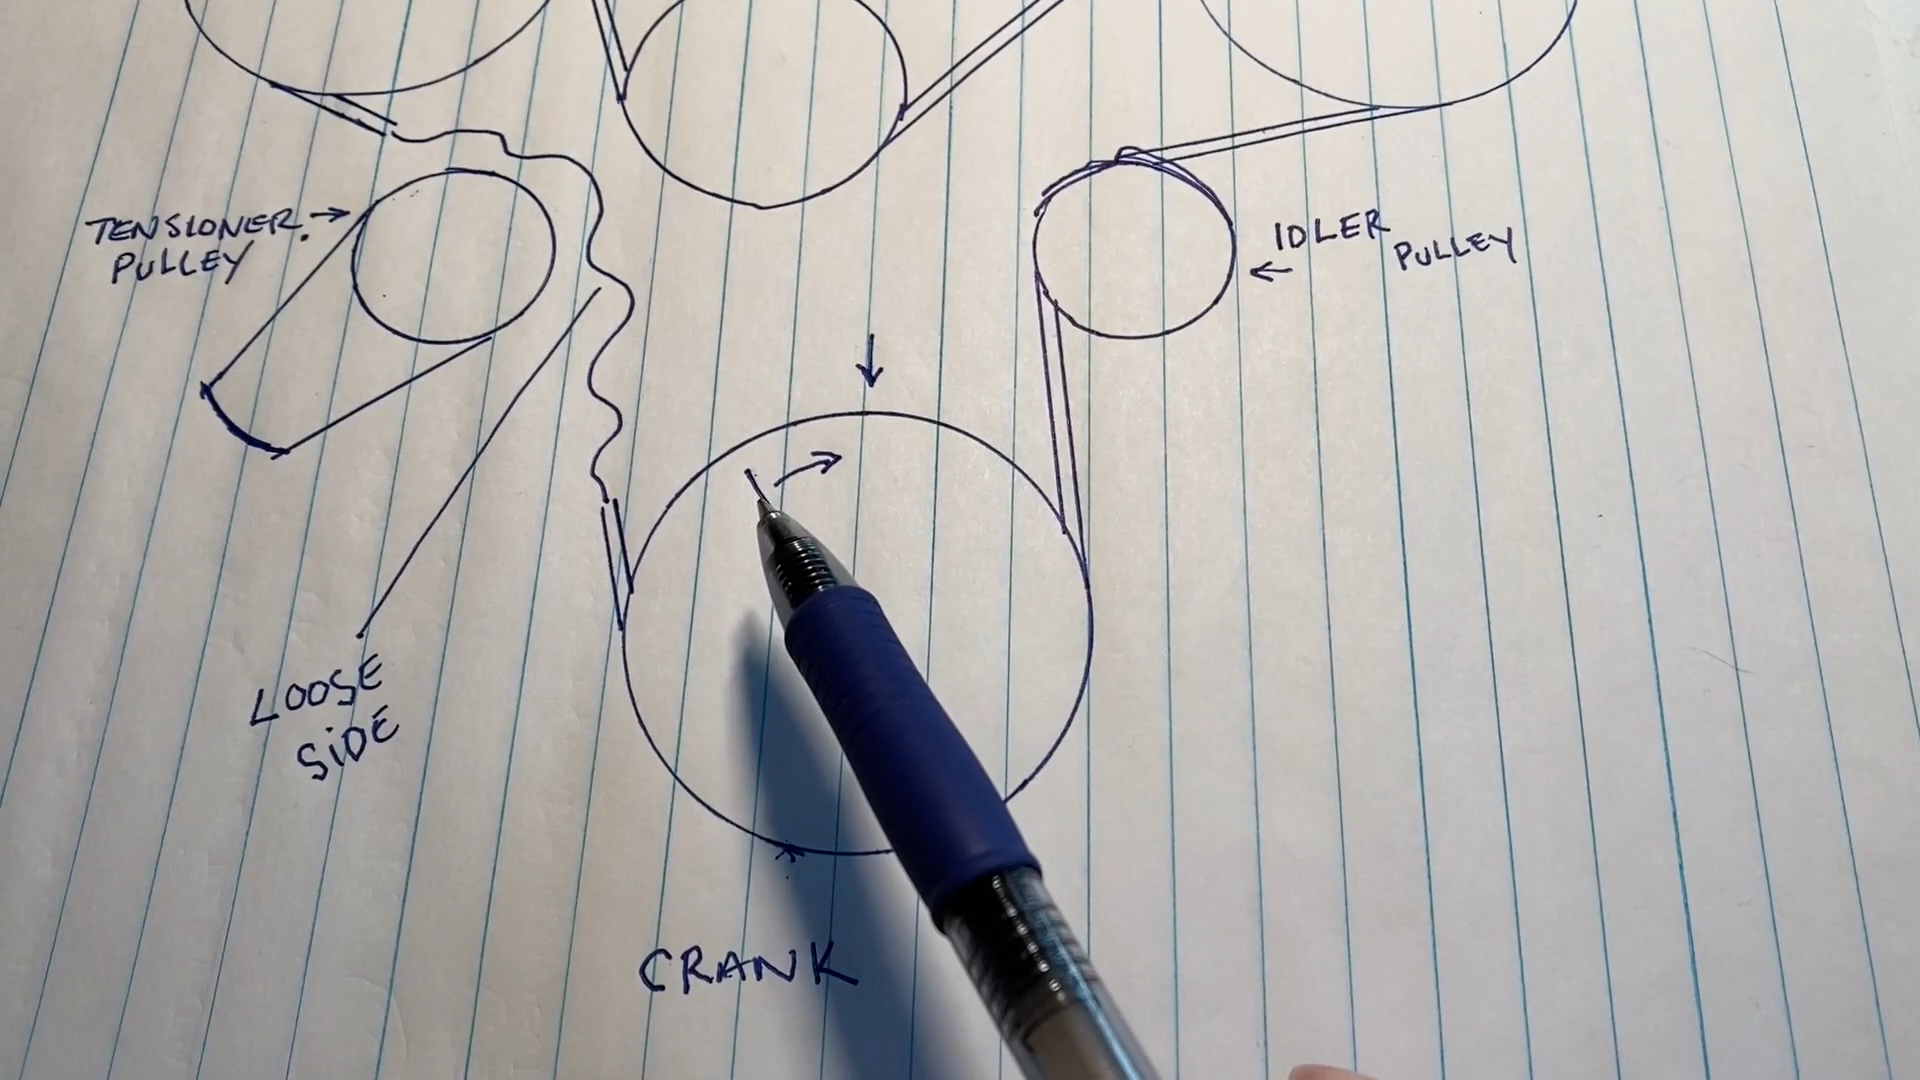 TENSIONER
PULLEY
IDLER
PULLEY
LOOSE
SiDE
CRANK